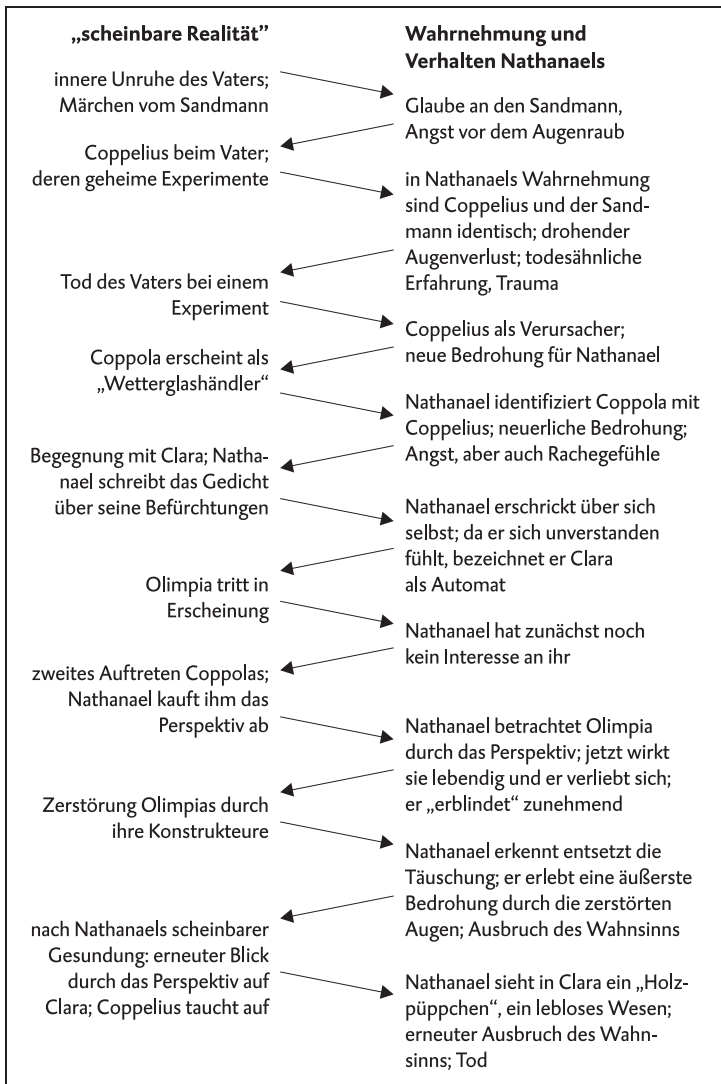 „scheinbare Realität”
Wahrnehmung und
Verhalten Nathanaels
innere Unruhe des Vaters;
Märchen vom Sandmann
Glaube an den Sandmann,
Angst vor dem Augenraub
Coppelius beim Vater;
deren geheime Experimente
in Nathanaels Wahrnehmung
sind Coppelius und der Sand-
mann identisch; drohender
Augenverlust; todesähnliche
Erfahrung, Trauma
Tod des Vaters bei einem
Experiment
Coppelius als Verursacher;
neue Bedrohung für Nathanael
Coppola erscheint als
„Wetterglashändler“
Nathanael identifiziert Coppola mit
Coppelius; neuerliche Bedrohung;
Angst, aber auch Rachegefühle
Begegnung mit Clara; Natha-
nael schreibt das Gedicht
über seine Befürchtungen
Nathanael erschrickt über sich
selbst; da er sich unverstanden
fühlt, bezeichnet er Clara
als Automat
Olimpia tritt in
Erscheinung
Nathanael hat zunächst noch
kein Interesse an ihr
zweites Auftreten Coppolas;
Nathanael kauft ihm das
Perspektiv ab
Nathanael betrachtet Olimpia
durch das Perspektiv; jetzt wirkt
sie lebendig und er verliebt sich;
er „erblindet“ zunehmend
Zerstörung Olimpias durch
ihre Konstrukteure
Nathanael erkennt entsetzt die
Täuschung; er erlebt eine äußerste
Bedrohung durch die zerstörten
Augen; Ausbruch des Wahnsinns
nach Nathanaels scheinbarer
Gesundung: erneuter Blick
durch das Perspektiv auf
Clara; Coppelius taucht auf
Nathanael sieht in Clara ein „Holz-
püppchen“, ein lebloses Wesen;
erneuter Ausbruch des Wahn-
sinns; Tod